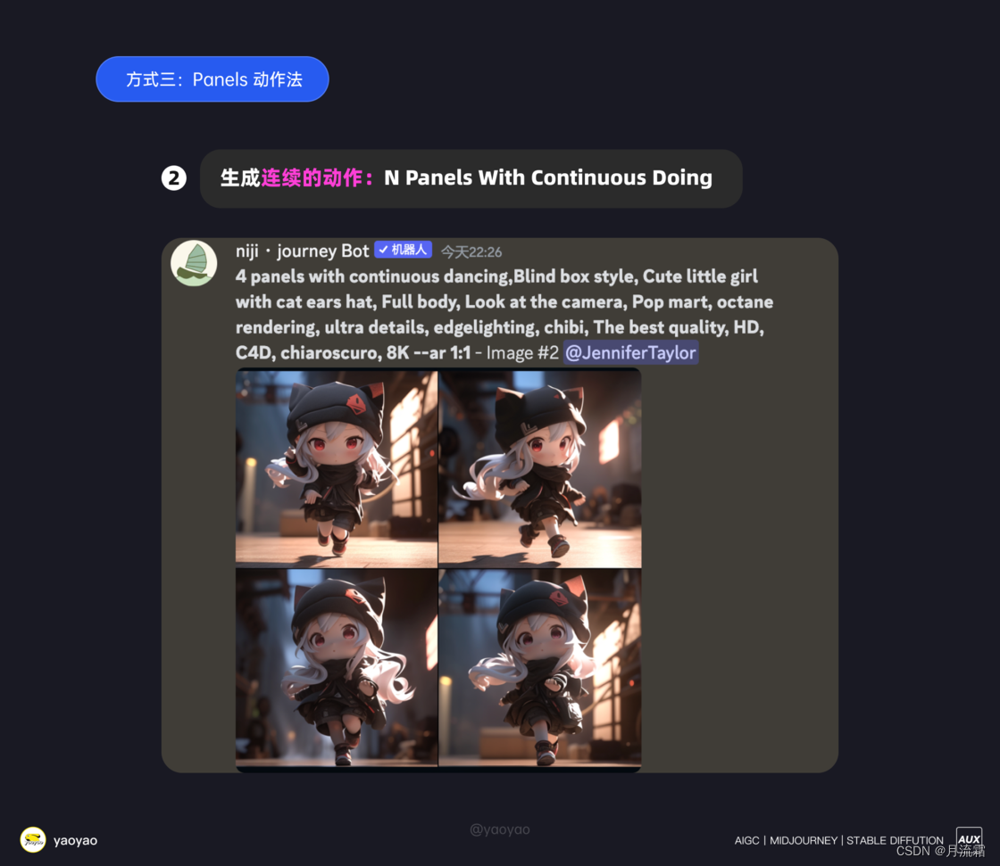 方式三：Panels 动作法
2 生成连续的动作：N Panels With Continuous Doing
niji · journey Bot ✓ 机器人 今天22:26
4 panels with continuous dancing,Blind box style, Cute little girl
with cat ears hat, Full body, Look at the camera, Pop mart, octane
rendering, ultra details, edgelighting, chibi, The best quality, HD,
C4D, chiaroscuro, 8K --ar 1:1 - Image #2 @JenniferTaylor
@yaoyao
yaoyao
AIGC | MIDJOURNEY | STABLE DIFFUTION AUX
CSDN @月流霜